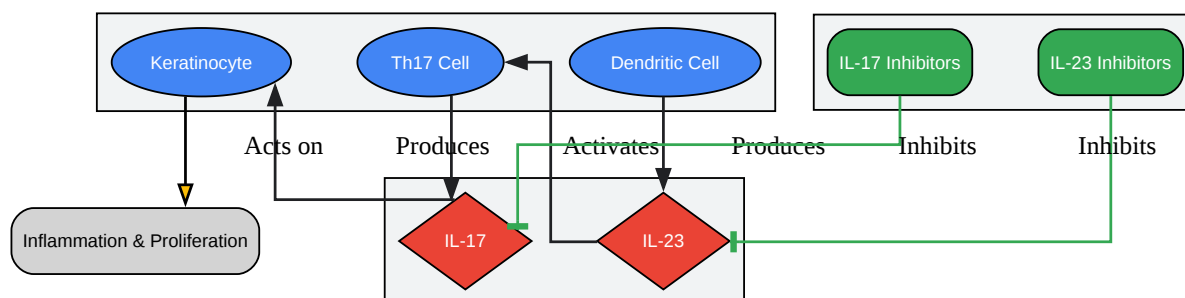 Keratinocyte
Th17 Cell
Dendritic Cell
IL-17 Inhibitors
IL-23 Inhibitors
Acts on
Produces
Activates
Produces
Inhibits
Inhibits
Inflammation & Proliferation
IL-17
IL-23